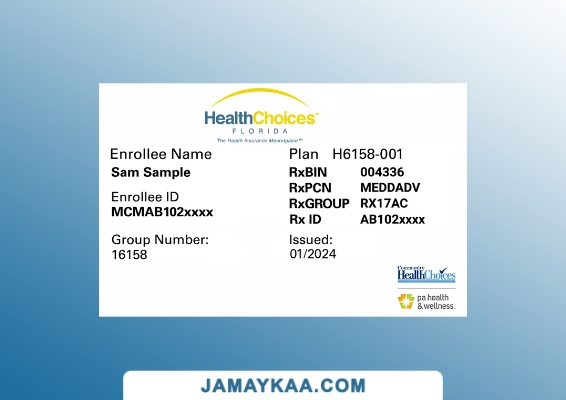 HealthChoices™
FLORIDA
The Health Insurance Marketplace™
Enrollee Name
Sam Sample
Enrollee ID
MCMAB102xxxx
Group Number:
16158
Plan H6158-001
RxBIN 004336
RxPCN MEDDADV
RxGROUP RX17AC
Rx ID AB102xxxx
Issued:
01/2024
Community
HealthChoices
pa health
& wellness.
JAMAYKAA.COM